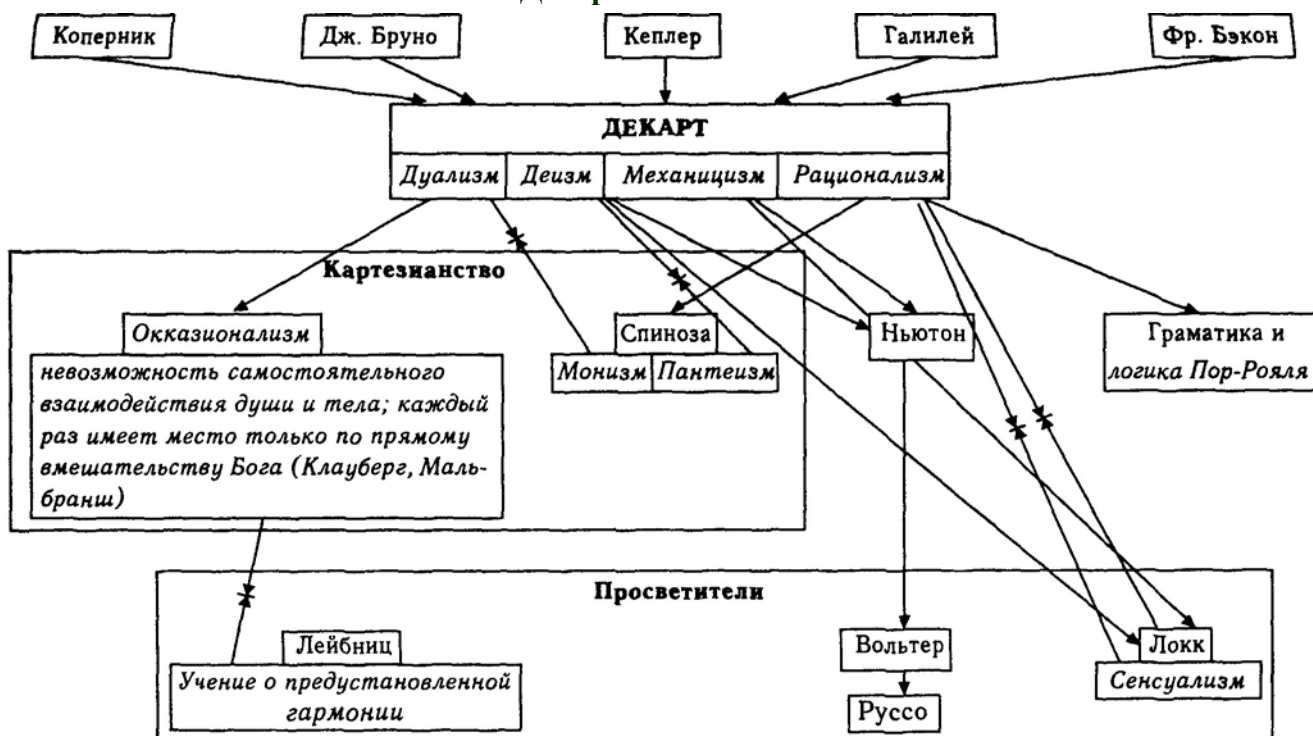 Коперник
Дж. Бруно
Кеплер
Галилей
Фр. Бэкон
ДЕКАРТ
Дуализм
Деизм
Механицизм
Рационализм
Картезианство
Окказионализм
невозможность самостоятельного
взаимодействия души и тела; каждый
раз имеет место только по прямому
вмешательству Бога (Клауберг, Маль-
бранш)
Спиноза
Монизм
Пантеизм
Ньютон
Граматика и
логика Пор-Рояля
Просветители
Лейбниц
Учение о предустановленной
гармонии
Вольтер
Руссо
Локк
Сенсуализм